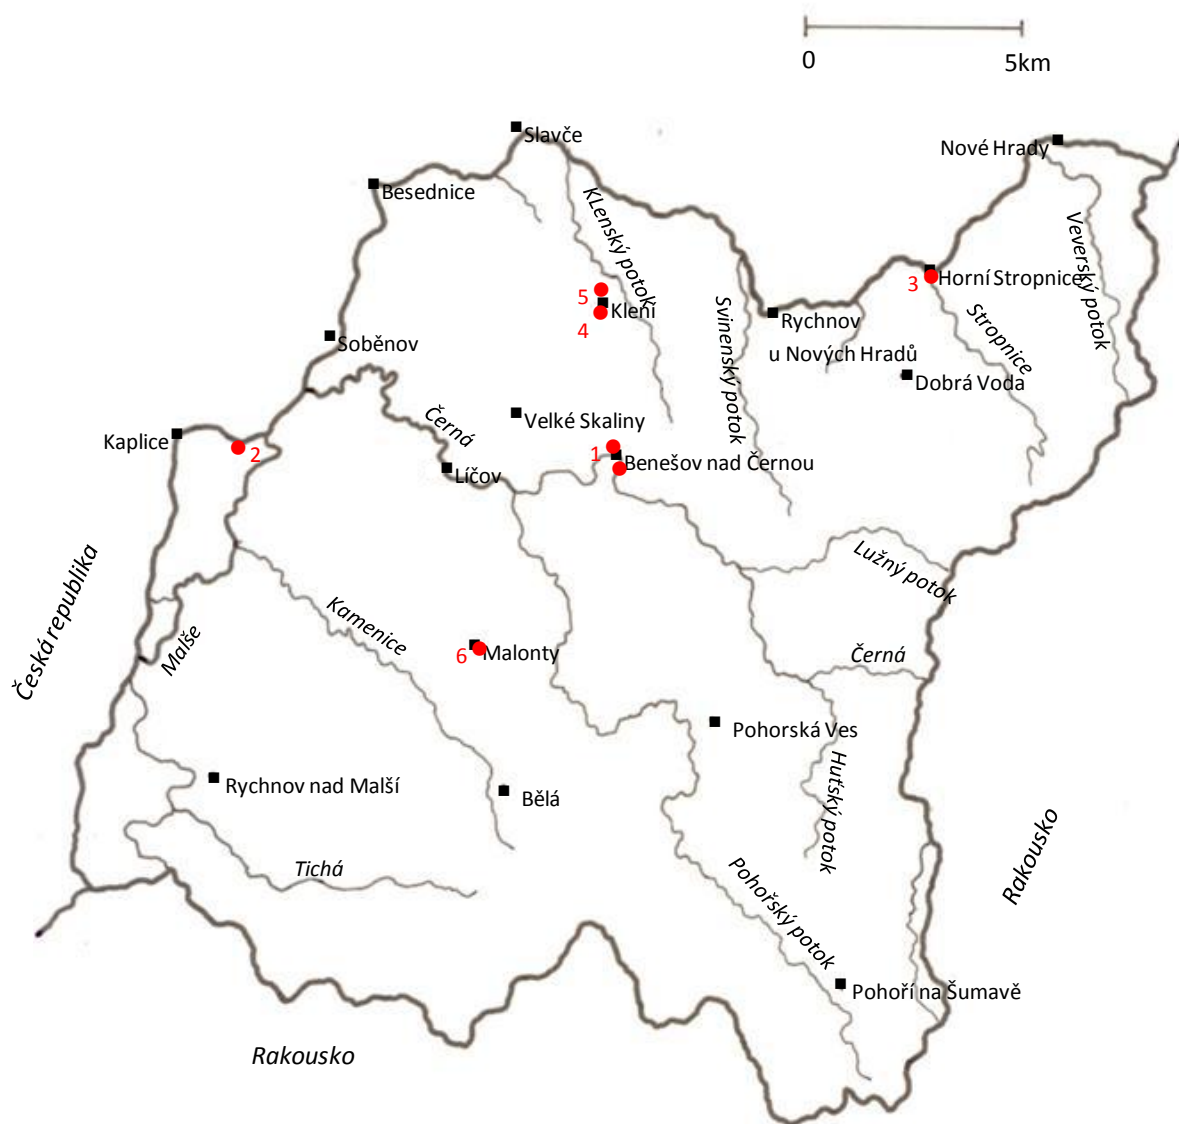 0 5km
Slavče
Nové Hrady
Besednice
KLenský potok
Veverský potok
3
Horní Stropnice
5
Klení
4
Svinenský potok
Stropnice
Rychnov
u Nových Hradů
Soběnov
Dobrá Voda
Černá
Velké Skaliny
Kaplice
2
1
Benešov nad Černou
Líčov
Česká republika
Lužný potok
Kamenice
Malše
6
Malonty
Černá
Pohorská Ves
Huťský potok
Rychnov nad Malší
Bělá
Rakousko
Tichá
Pohořský potok
Pohoří na Šumavě
Rakousko